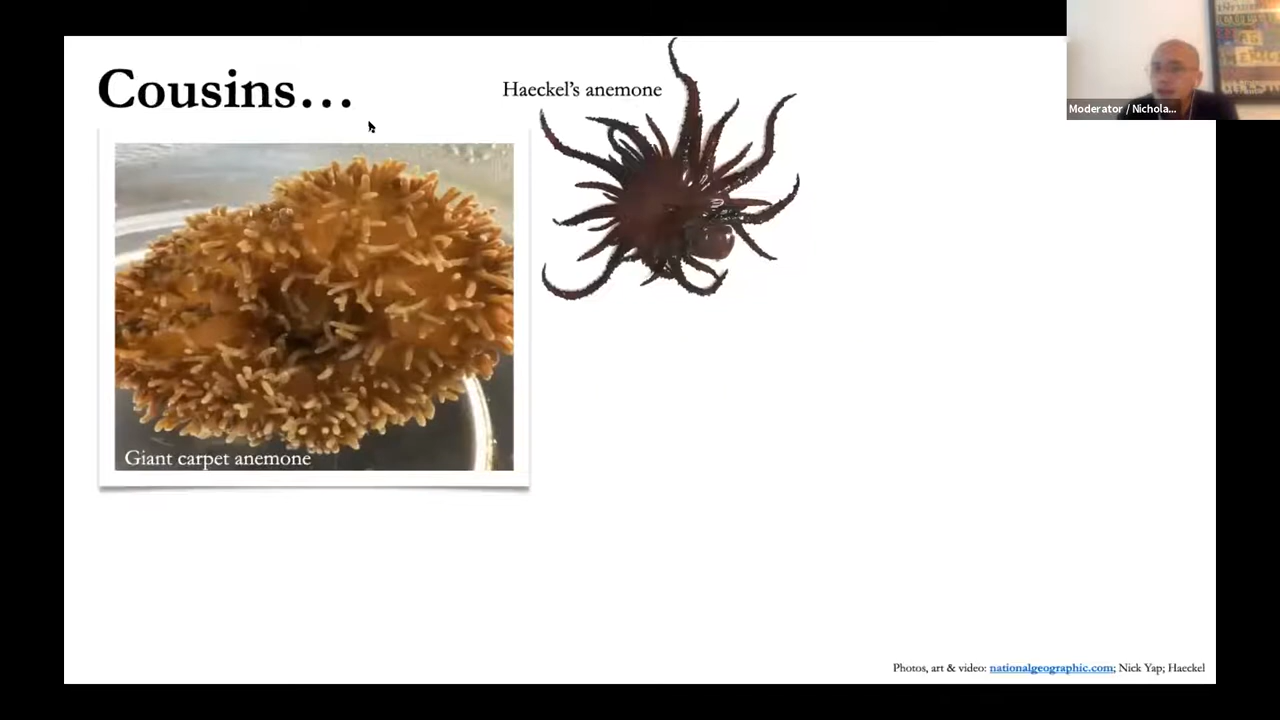 Cousins…
Haeckel's anemone
Moderator / Nichola...
Giant carpet anemone
Photos, art & video: nationalgeographic.com; Nick Yap; Haeckel